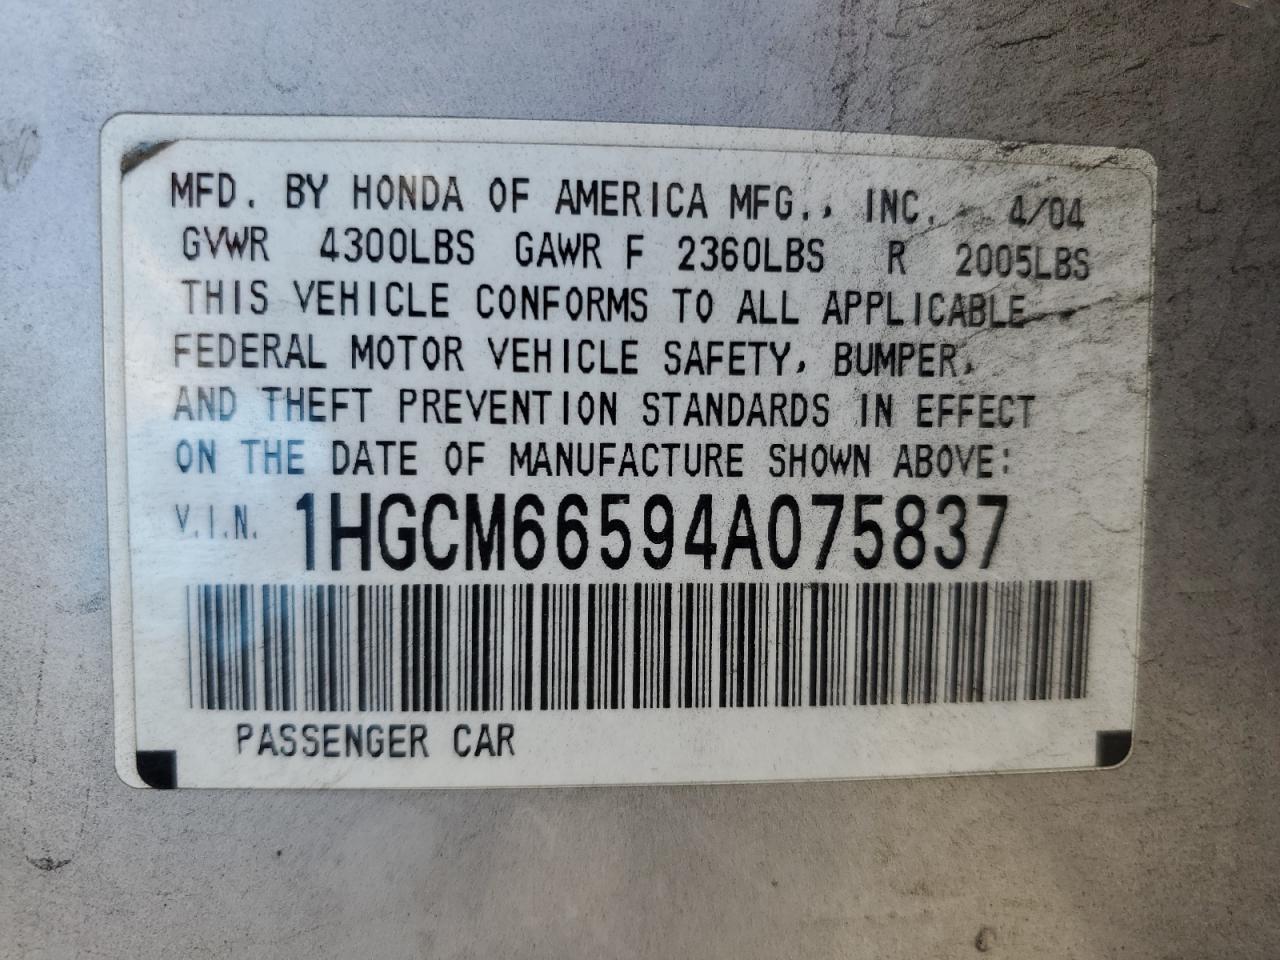 MFD. BY HONDA OF AMERICA MFG., INC. 4/04
GVWR 4300LBS GAWR F 2360LBS R 2005LBS
THIS VEHICLE CONFORMS TO ALL APPLICABLE
FEDERAL MOTOR VEHICLE SAFETY, BUMPER,
AND THEFT PREVENTION STANDARDS IN EFFECT
ON THE DATE OF MANUFACTURE SHOWN ABOVE:
V.I.N. 1HGCM66594A075837
PASSENGER CAR